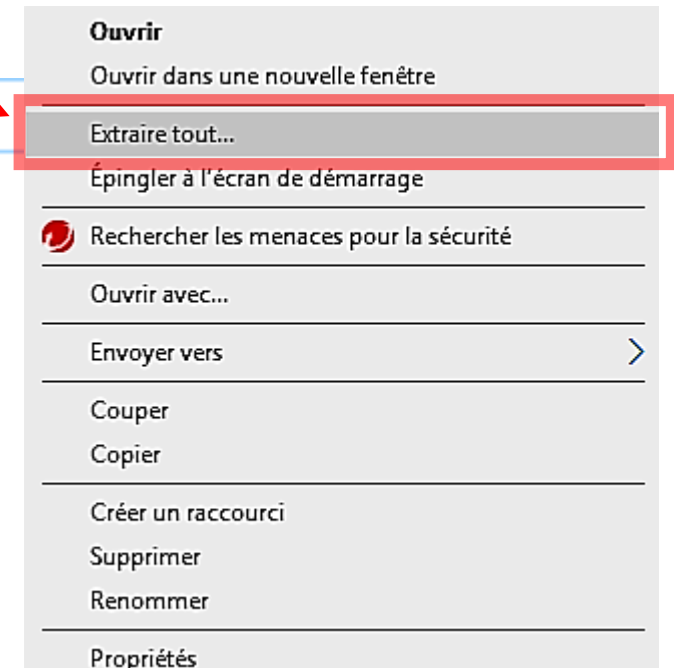 Ouvrir
Ouvrir dans une nouvelle fenêtre
Extraire tout...
Épingler à l'écran de démarrage
Rechercher les menaces pour la sécurité
Ouvrir avec...
Envoyer vers
Couper
Copier
Créer un raccourci
Supprimer
Renommer
Propriétés